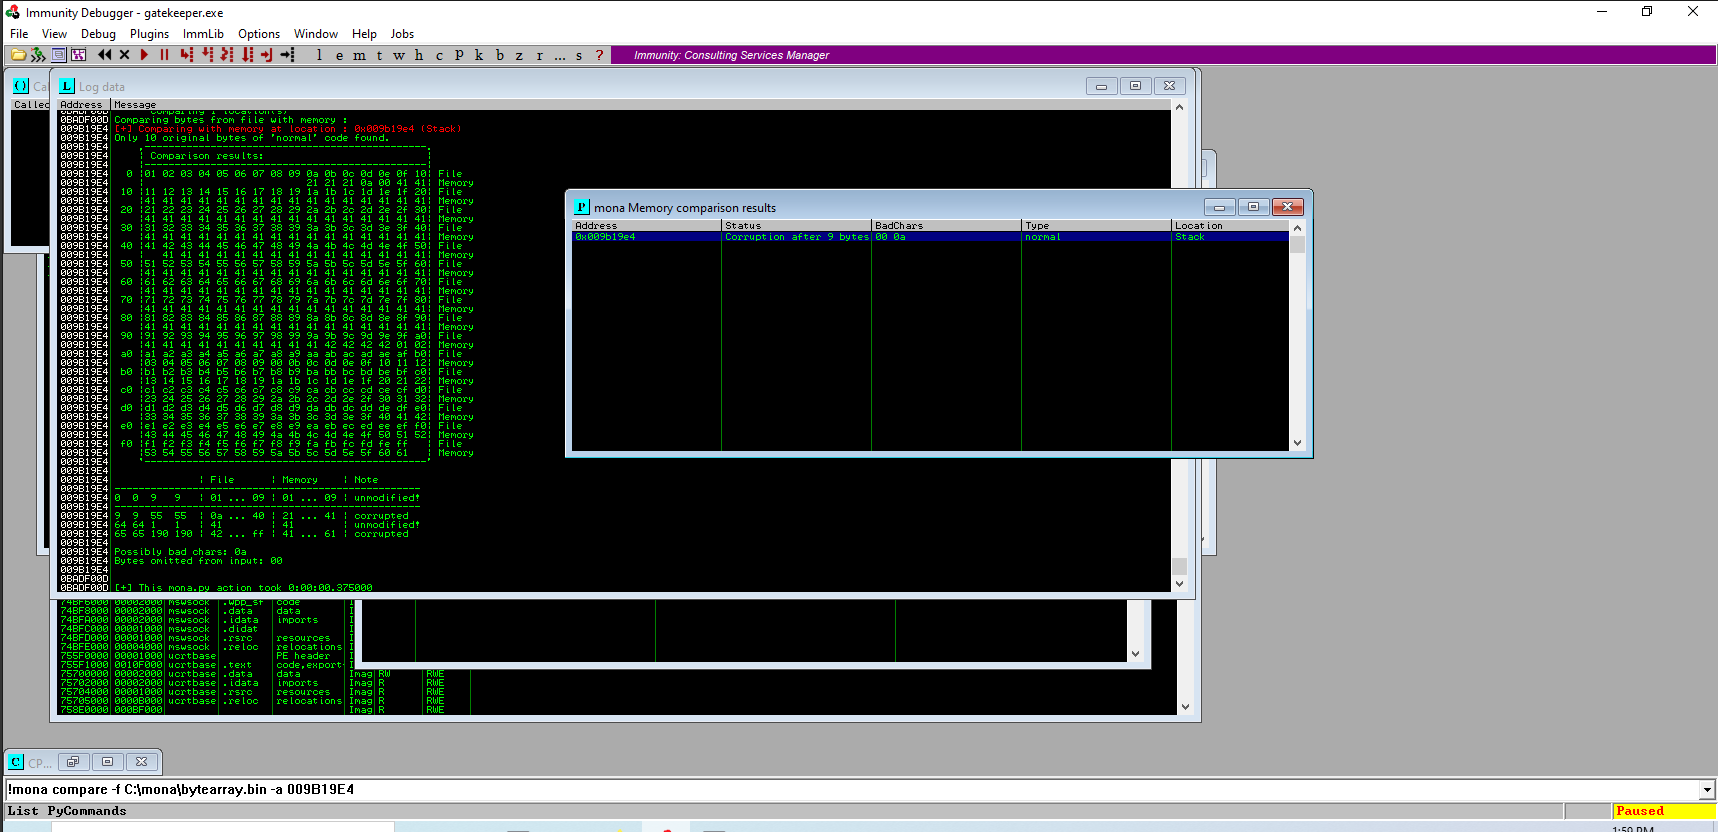 Immunity Debugger - gatekeeper.exe
File View Debug Plugins ImmLib Options Window Help Jobs
l e m t w h c P k b z r ... s ?
Immunity: Consulting Services Manager
Log data
Address Message
0BADF00D Comparing bytes from file with memory :
009B19E4 [+] Comparing with memory at location : 0x009b19e4 (Stack)
009B19E4 Only 10 original bytes of 'normal' code found.
009B19E4
009B19E4 | Comparison results:
009B19E4
009B19E4 0 |01 02 03 04 05 06 07 08 09 0a 0b 0c 0d 0e 0f 10| File
009B19E4 | 21 21 21 0a 00 41 41| Memory
009B19E4 10 |11 12 13 14 15 16 17 18 19 1a 1b 1c 1d 1e 1f 20| File
009B19E4 |41 41 41 41 41 41 41 41 41 41 41 41 41 41 41 41| Memory
009B19E4 20 |21 22 23 24 25 26 27 28 29 2a 2b 2c 2d 2e 2f 30| File
009B19E4 |41 41 41 41 41 41 41 41 41 41 41 41 41 41 41 41| Memory
009B19E4 30 |31 32 33 34 35 36 37 38 39 3a 3b 3c 3d 3e 3f 40| File
009B19E4 |41 41 41 41 41 41 41 41 41 41 41 41 41 41 41 41| Memory
009B19E4 40 |41 42 43 44 45 46 47 48 49 4a 4b 4c 4d 4e 4f 50| File
009B19E4 | 41 41 41 41 41 41 41 41 41 41 41 41 41 41 41| Memory
009B19E4 50 |51 52 53 54 55 56 57 58 59 5a 5b 5c 5d 5e 5f 60| File
009B19E4 |41 41 41 41 41 41 41 41 41 41 41 41 41 41 41 41| Memory
009B19E4 60 |61 62 63 64 65 66 67 68 69 6a 6b 6c 6d 6e 6f 70| File
009B19E4 |41 41 41 41 41 41 41 41 41 41 41 41 41 41 41 41| Memory
009B19E4 70 |71 72 73 74 75 76 77 78 79 7a 7b 7c 7d 7e 7f 80| File
009B19E4 |41 41 41 41 41 41 41 41 41 41 41 41 41 41 41 41| Memory
009B19E4 80 |81 82 83 84 85 86 87 88 89 8a 8b 8c 8d 8e 8f 90| File
009B19E4 |41 41 41 41 41 41 41 41 41 41 41 41 41 41 41 41| Memory
009B19E4 90 |91 92 93 94 95 96 97 98 99 9a 9b 9c 9d 9e 9f a0| File
009B19E4 |41 41 41 41 41 41 41 41 41 41 42 42 42 42 01 02| Memory
009B19E4 a0 |a1 a2 a3 a4 a5 a6 a7 a8 a9 aa ab ac ad ae af b0| File
009B19E4 |03 04 05 06 07 08 09 00 0b 0c 0d 0e 0f 10 11 12| Memory
009B19E4 b0 |b1 b2 b3 b4 b5 b6 b7 b8 b9 ba bb bc bd be bf c0| File
009B19E4 |13 14 15 16 17 18 19 1a 1b 1c 1d 1e 1f 20 21 22| Memory
009B19E4 c0 |c1 c2 c3 c4 c5 c6 c7 c8 c9 ca cb cc cd ce cf d0| File
009B19E4 |23 24 25 26 27 28 29 2a 2b 2c 2d 2e 2f 30 31 32| Memory
009B19E4 d0 |d1 d2 d3 d4 d5 d6 d7 d8 d9 da db dc dd de df e0| File
009B19E4 |33 34 35 36 37 38 39 3a 3b 3c 3d 3e 3f 40 41 42| Memory
009B19E4 e0 |e1 e2 e3 e4 e5 e6 e7 e8 e9 ea eb ec ed ee ef f0| File
009B19E4 |43 44 45 46 47 48 49 4a 4b 4c 4d 4e 4f 50 51 52| Memory
009B19E4 f0 |f1 f2 f3 f4 f5 f6 f7 f8 f9 fa fb fc fd fe ff | File
009B19E4 |53 54 55 56 57 58 59 5a 5b 5c 5d 5e 5f 60 61 | Memory
009B19E4
009B19E4
009B19E4 | File | Memory | Note
009B19E4
009B19E4 0 0 9 9 | 01 ... 09 | 01 ... 09 | unmodified!
009B19E4
009B19E4 9 9 55 55 | 0a ... 40 | 21 ... 41 | corrupted
009B19E4 64 64 1 1 | 41 | 41 | unmodified!
009B19E4 65 65 190 190 | 42 ... ff | 41 ... 61 | corrupted
009B19E4
009B19E4 Possibly bad chars: 0a
009B19E4 Bytes omitted from input: 00
009B19E4
0BADF00D
0BADF00D [+] This mona.py action took 0:00:00.375000
mona Memory comparison results
Address Status BadChars Type Location
0x009b19e4 Corruption after 9 bytes 00 0a normal Stack
74BF6000 00002000 mswsock .wpp_sf code
74BF8000 00002000 mswsock .data data
74BFA000 00002000 mswsock .idata imports
74BFC000 00001000 mswsock .didat
74BFD000 00001000 mswsock .rsrc resources
74BFE000 00004000 mswsock .reloc relocations
755F0000 00001000 ucrtbase PE header
755F1000 0010F000 ucrtbase .text code,export
75700000 00002000 ucrtbase .data data Imag RW RWE
75702000 00002000 ucrtbase .idata imports Imag R RWE
75704000 00001000 ucrtbase .rsrc resources Imag R RWE
75705000 0000B000 ucrtbase .reloc relocations Imag R RWE
758E0000 000BF000 Imag R RWE
CP...
!mona compare -f C:\mona\bytearray.bin -a 009B19E4
List PyCommands
Paused
1:59 PM